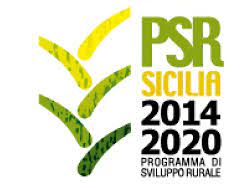 PSR
SICILIA
2014
2020
PROGRAMMA DI
SVILUPPO RURALE